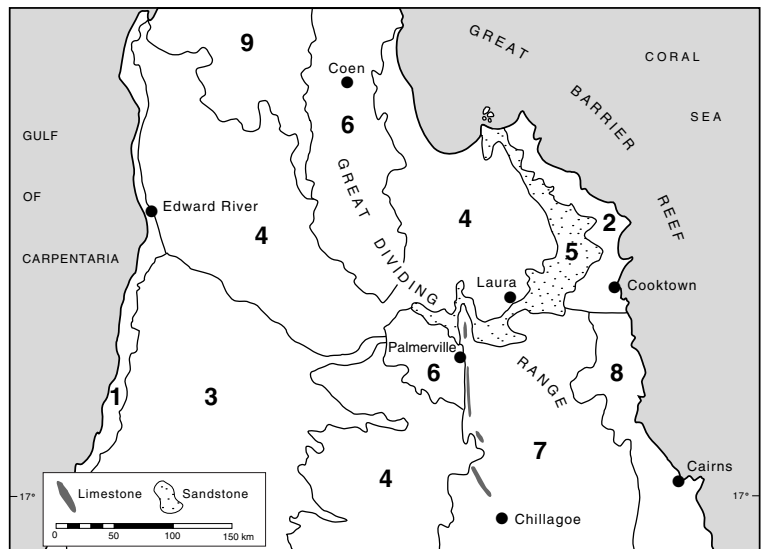 9
GREAT
CORAL
SEA
Coen
BARRIER
6
GULF
OF
CARPENTARIA
GREAT
REEF
Edward River
4
4
2
5
DIVIDING
Laura
Cooktown
Palmerville
6
RANGE
8
1
3
7
4
Cairns
17°
17°
Limestone
Sandstone
0
50
100
150 km
Chillagoe